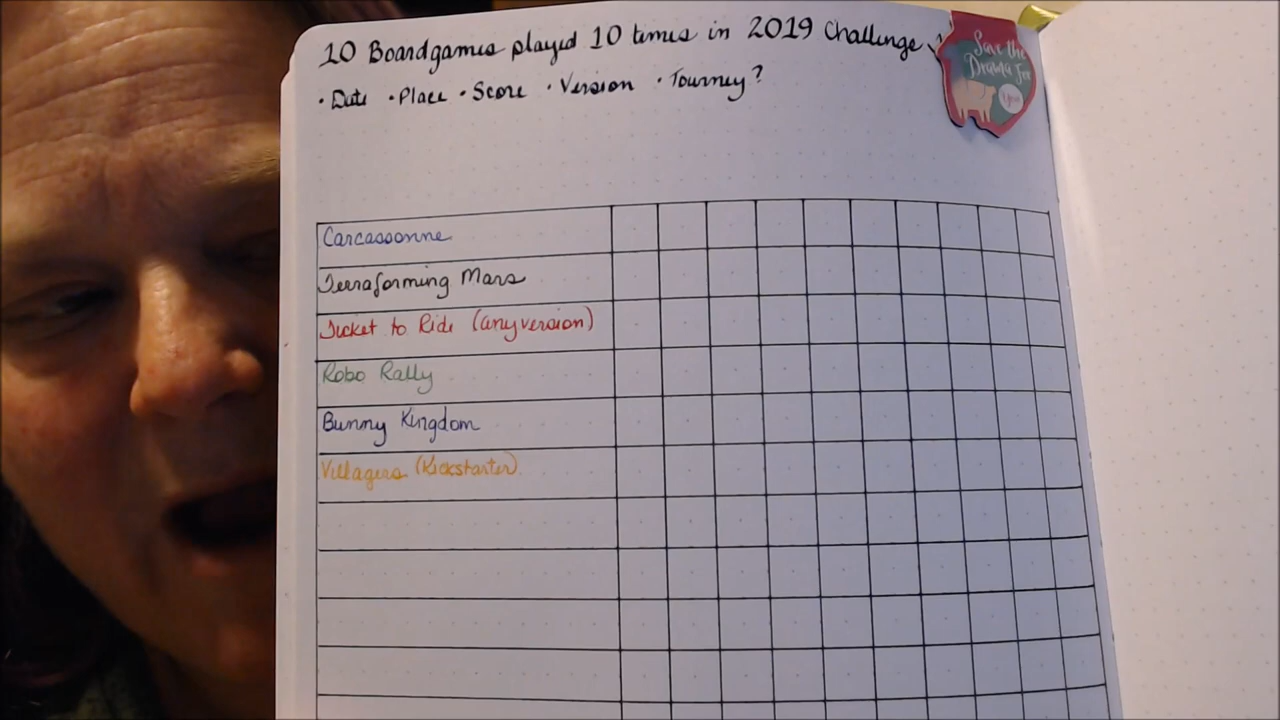 10 Boardgames played 10 times in 2019 Challenge
• Date • Place • Score • Version • Tourney?
Save the
Drama for
Carcassonne
Terraforming Mars
Ticket to Ride (any version)
Robo Rally
Bunny Kingdom
Villagers (Kickstarter)